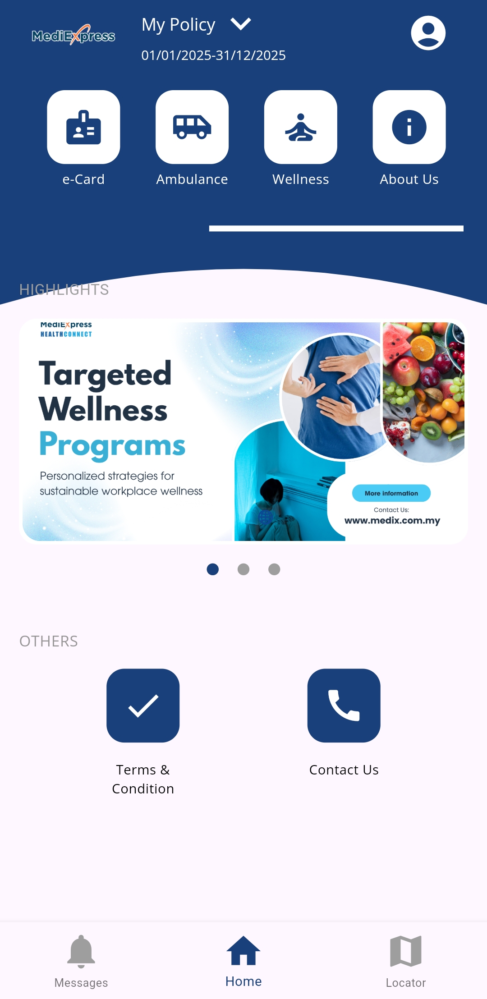 MediExpress
My Policy
01/01/2025-31/12/2025
e-Card
Ambulance
Wellness
About Us
HIGHLIGHTS
MediExpress
HEALTHCONNECT
Targeted
Wellness
Programs
Personalized strategies for
sustainable workplace wellness
More information
Contact Us:
www.medix.com.my
OTHERS
Terms &
Condition
Contact Us
Messages
Home
Locator